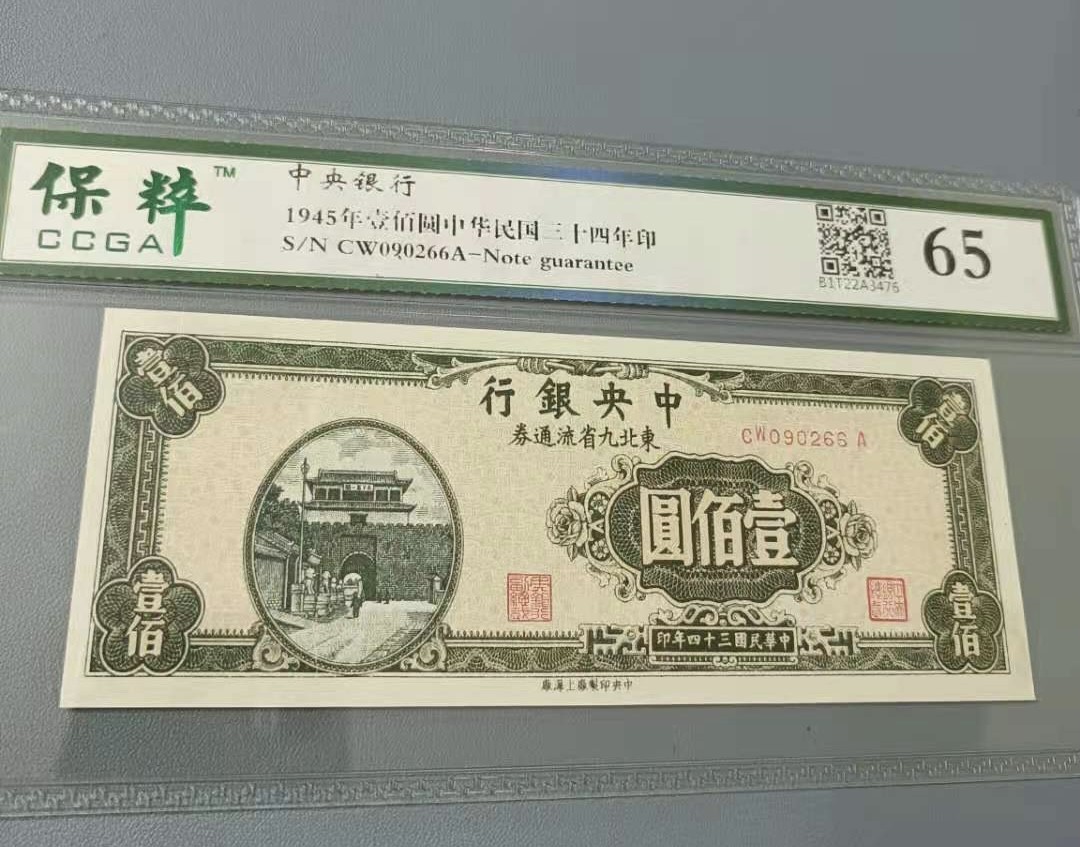 保粹™
CCGA
中央银行
1945年壹佰圆中华民国三十四年印
S/N CW090266A-Note guarantee
B1T22A3476
65
壹佰
壹佰
行銀央中
券通流省九北東
CW090266 A
圓佰壹
印年四十三國民華中
壹佰
壹佰
廠海上廠製印央中